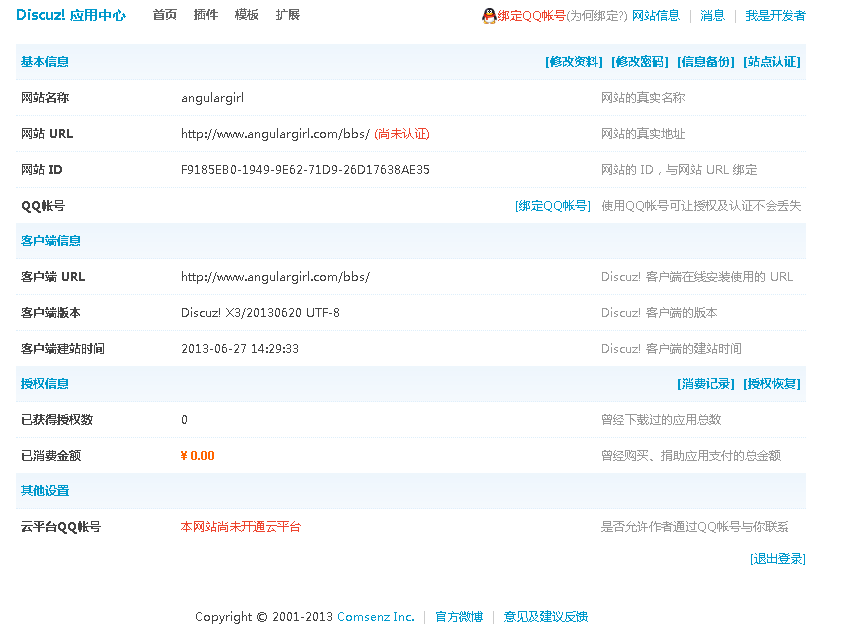 Discuz! 应用中心 首页 插件 模板 扩展 绑定QQ帐号(为何绑定?) 网站信息 | 消息 | 我是开发者
基本信息 [修改资料] [修改密码] [信息备份] [站点认证]
网站名称 angulargirl 网站的真实名称
网站 URL http://www.angulargirl.com/bbs/ (尚未认证) 网站的真实地址
网站 ID F9185EB0-1949-9E62-71D9-26D17638AE35 网站的 ID，与网站 URL 绑定
QQ帐号 [绑定QQ帐号] 使用QQ帐号可让授权及认证不会丢失
客户端信息
客户端 URL http://www.angulargirl.com/bbs/ Discuz! 客户端在线安装使用的 URL
客户端版本 Discuz! X3/20130620 UTF-8 Discuz! 客户端的版本
客户端建站时间 2013-06-27 14:29:33 Discuz! 客户端的建站时间
授权信息 [消费记录] [授权恢复]
已获得授权数 0 曾经下载过的应用总数
已消费金额 ¥ 0.00 曾经购买、捐助应用支付的总金额
其他设置
云平台QQ帐号 本网站尚未开通云平台 是否允许作者通过QQ帐号与你联系
[退出登录]
Copyright © 2001-2013 Comsenz Inc. | 官方微博 | 意见及建议反馈